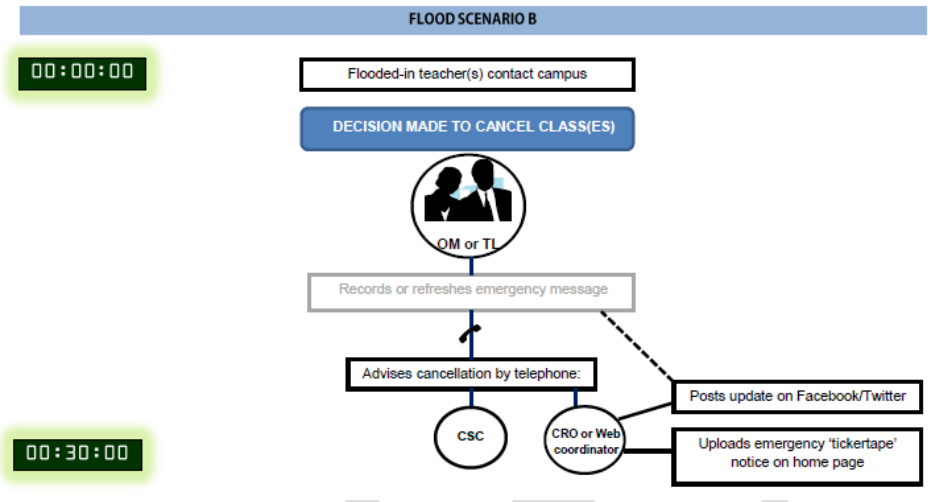 FLOOD SCENARIO B
00:00:00
Flooded-in teacher(s) contact campus
DECISION MADE TO CANCEL CLASS(ES)
OM or TL
Records or refreshes emergency message
Advises cancellation by telephone:
Posts update on Facebook/Twitter
CSC
CRO or Web
coordinator
Uploads emergency ‘tickertape’
notice on home page
00:30:00